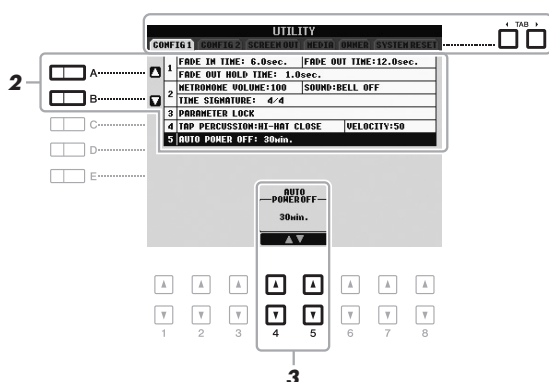 ◄ TAB ►
UTILITY
CONFIG 1 CONFIG 2 SCREEN OUT MEDIA OWNER SYSTEM RESET
2
A
B
C
D
E
1 FADE IN TIME: 6.0sec. FADE OUT TIME:12.0sec.
FADE OUT HOLD TIME: 1.0sec.
2 METRONOME VOLUME:100 SOUND:BELL OFF
TIME SIGNATURE: 4/4
3 PARAMETER LOCK
4 TAP PERCUSSION:HI-HAT CLOSE VELOCITY:50
5 AUTO POWER OFF: 30min.
AUTO
POWER OFF
30min.
▲▼
1 2 3 4 5 6 7 8
3